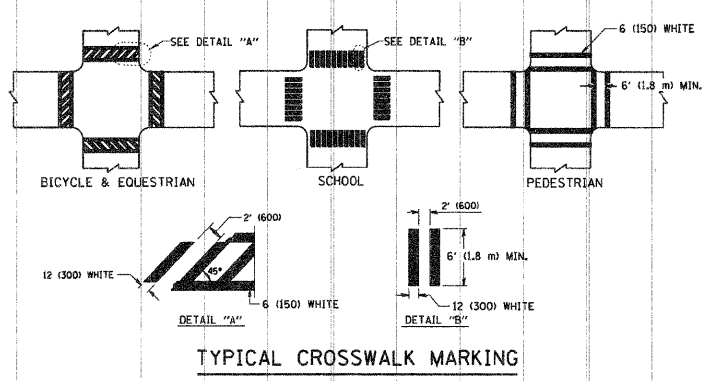 SEE DETAIL "A"
SEE DETAIL "B"
6 (150) WHITE
6' (1.8 m) MIN.
BICYCLE & EQUESTRIAN
SCHOOL
PEDESTRIAN
2' (600)
12 (300) WHITE
45°
6 (150) WHITE
DETAIL "A"
2' (600)
6' (1.8 m) MIN.
12 (300) WHITE
DETAIL "B"
TYPICAL CROSSWALK MARKING